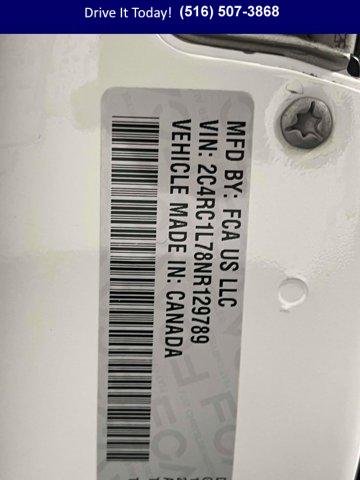 Drive It Today! (516) 507-3868
MFD BY: FCA US LLC
VIN: 2C4RC1L78NR129789
VEHICLE MADE IN: CANADA